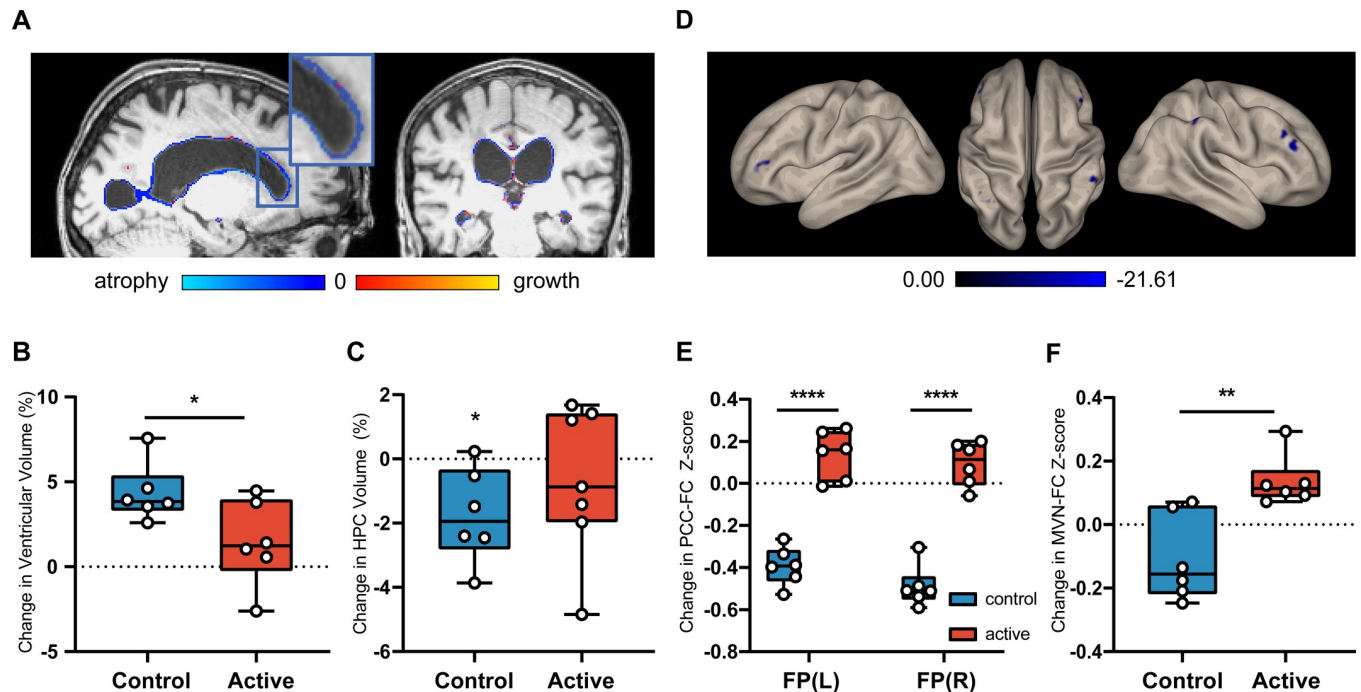 A
atrophy 0 growth
D
0.00 -21.61
B
Change in Ventricular Volume (%)
10
5
0
-5
*
Control Active
C
Change in HPC Volume (%)
2
0
-2
-4
-6
*
Control Active
E
Change in PCC-FC Z-score
0.4
0.2
0.0
-0.4
-0.6
-0.8
**** ****
control
active
FP(L) FP(R)
F
Change in MVN-FC Z-score
0.4
0.2
0.0
-0.2
-0.4
**
Control Active